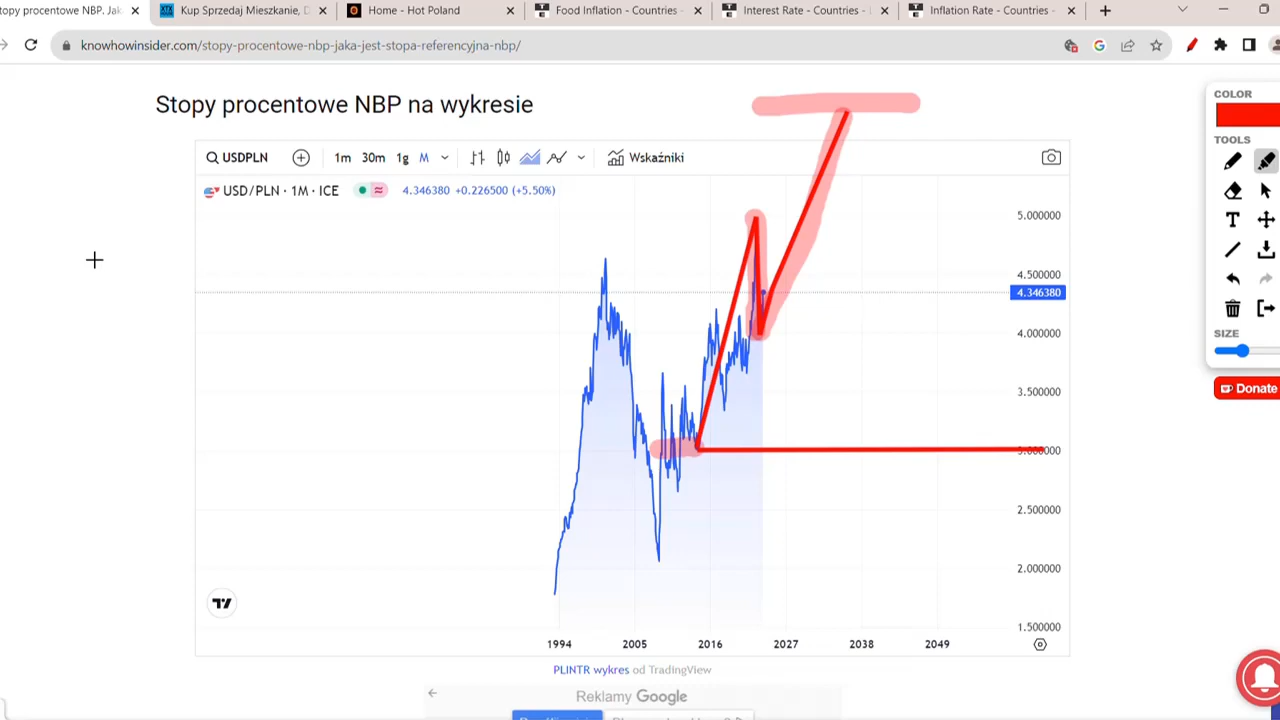 topy procentowe NBP. Jak
Kup Sprzedaj Mieszkanie, D
Home - Hot Poland
Food Inflation - Countries -
Interest Rate - Countries - L
Inflation Rate - Countries -
knowhowinsider.com/stopy-procentowe-nbp-jaka-jest-stopa-referencyjna-nbp/
Stopy procentowe NBP na wykresie
COLOR
TOOLS
SIZE
Donate
USDPLN
1m 30m 1g M
Wskaźniki
USD/PLN · 1M · ICE
4.346380 +0.226500 (+5.50%)
5.000000
4.500000
4.346380
4.000000
3.500000
3.000000
2.500000
2.000000
1.500000
1994 2005 2016 2027 2038 2049
PLINTR wykres od TradingView
Reklamy Google